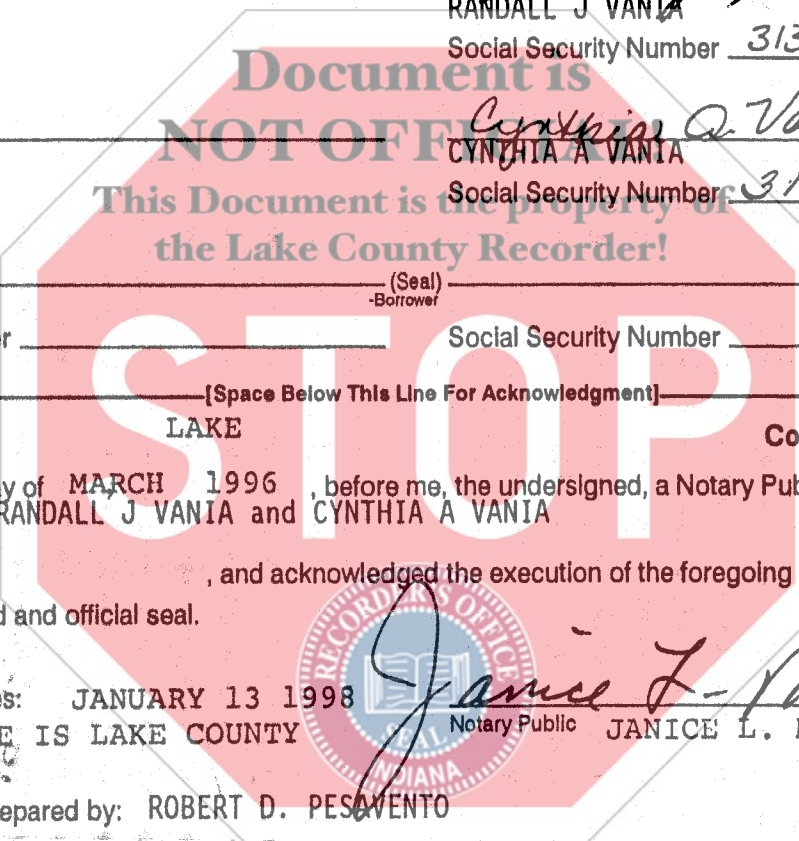 RANDALL J VANIA
Social Security Number 313
Document is
NOT OFFICIAL!
Cynthia A. Va
CYNTHIA A VANIA
Social Security Number 31
This Document is the property of
the Lake County Recorder!
(Seal)
-Borrower
r Social Security Number
[Space Below This Line For Acknowledgment]
STOP
LAKE Co
y of MARCH 1996 , before me, the undersigned, a Notary Pub
RANDALL J VANIA and CYNTHIA A VANIA
, and acknowledged the execution of the foregoing
d and official seal.
RECORDER'S OFFICE
SEAL
INDIANA
Janice L.
s: JANUARY 13 1998
Notary Public JANICE L.
E IS LAKE COUNTY
epared by: ROBERT D. PESAVENTO